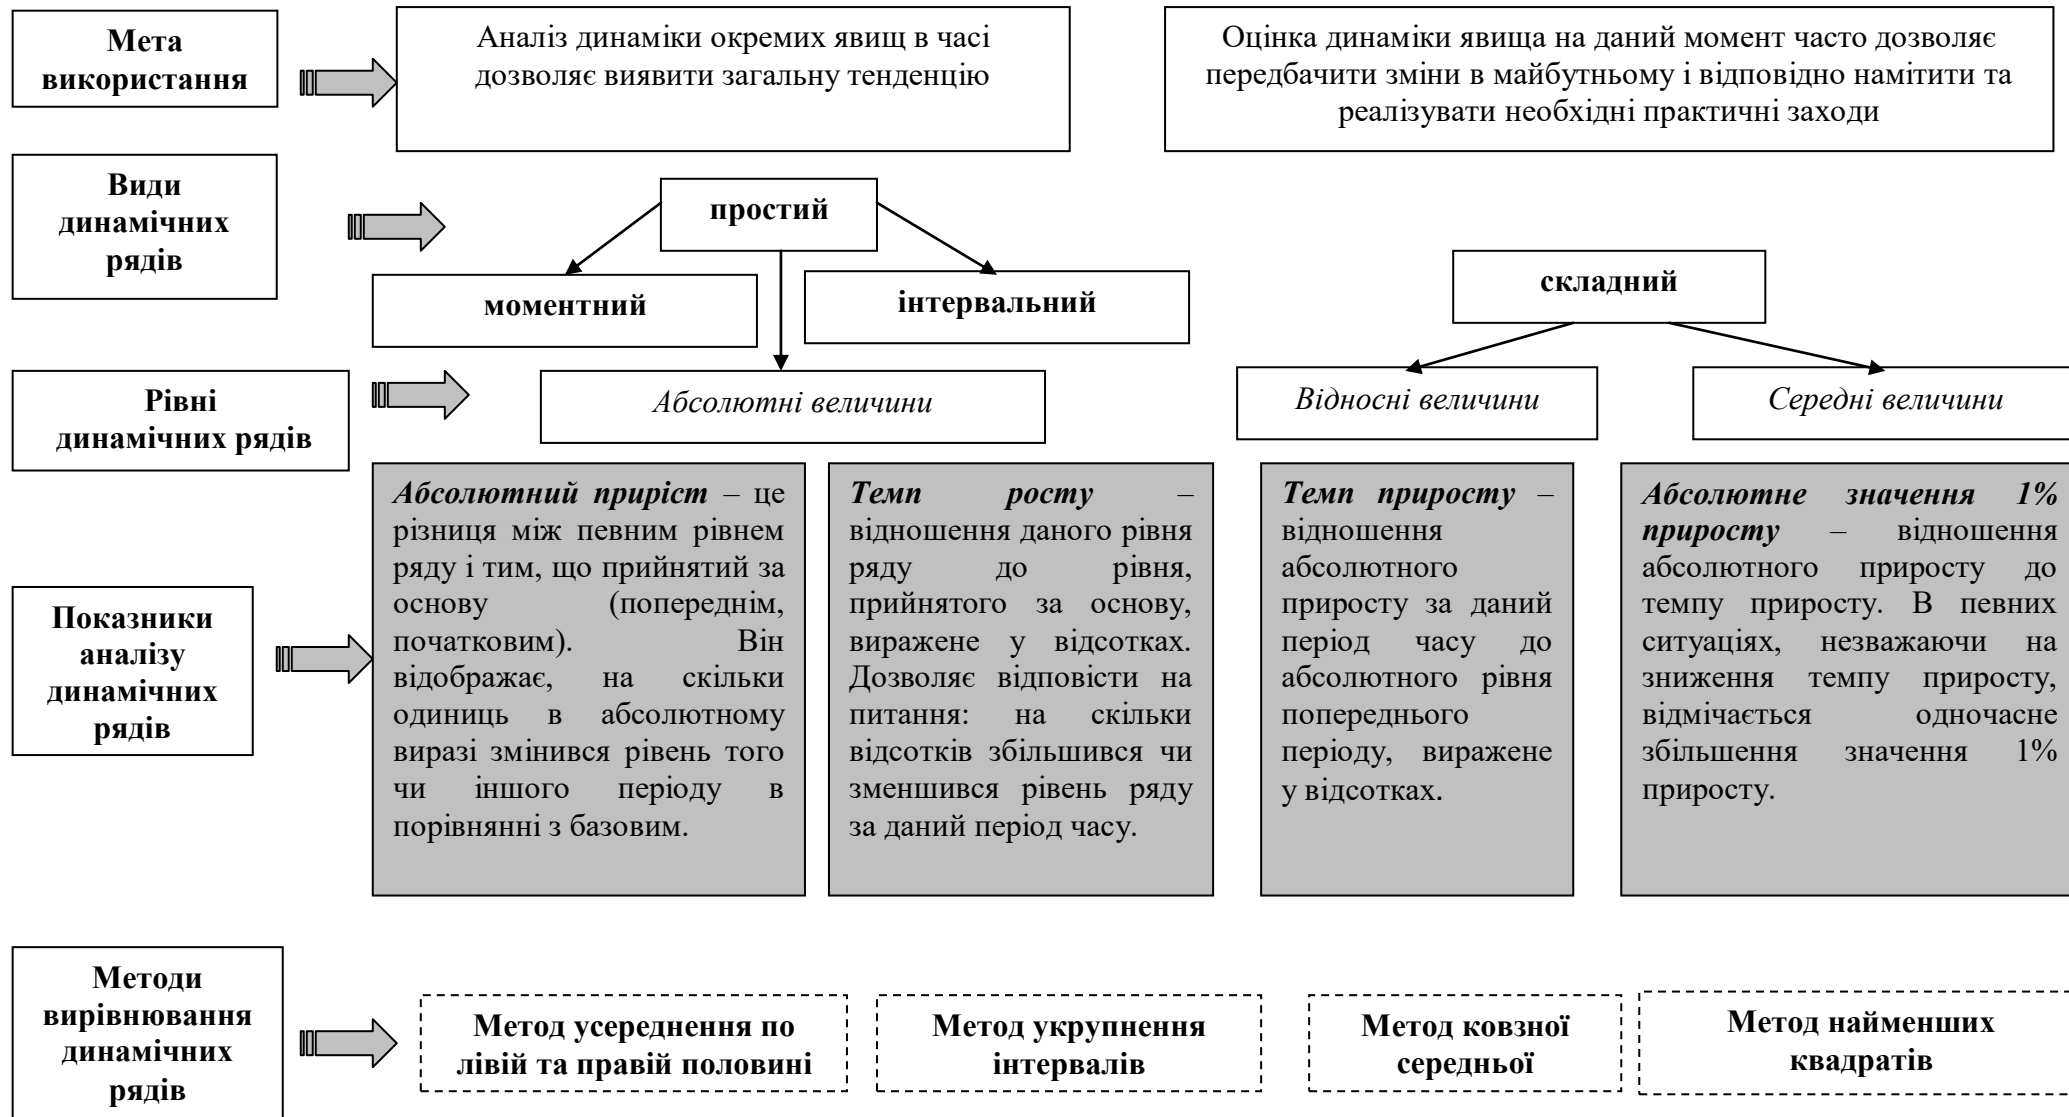 Мета
використання
Аналіз динаміки окремих явищ в часі
дозволяє виявити загальну тенденцію
Оцінка динаміки явища на даний момент часто дозволяє
передбачити зміни в майбутньому і відповідно намітити та
реалізувати необхідні практичні заходи
Види
динамічних
рядів
простий
моментний
інтервальний
складний
Рівні
динамічних рядів
Абсолютні величини
Відносні величини
Середні величини
Показники
аналізу
динамічних
рядів
Абсолютний приріст – це
різниця між певним рівнем
ряду і тим, що прийнятий за
основу (попереднім,
початковим). Він
відображає, на скільки
одиниць в абсолютному
виразі змінився рівень того
чи іншого періоду в
порівнянні з базовим.
Темп росту –
відношення даного рівня
ряду до рівня,
прийнятого за основу,
виражене у відсотках.
Дозволяє відповісти на
питання: на скільки
відсотків збільшився чи
зменшився рівень ряду
за даний період часу.
Темп приросту –
відношення
абсолютного
приросту за даний
період часу до
абсолютного рівня
попереднього
періоду, виражене
у відсотках.
Абсолютне значення 1%
приросту – відношення
абсолютного приросту до
темпу приросту. В певних
ситуаціях, незважаючи на
зниження темпу приросту,
відмічається одночасне
збільшення значення 1%
приросту.
Методи
вирівнювання
динамічних
рядів
Метод усереднення по
лівій та правій половині
Метод укрупнення
інтервалів
Метод ковзної
середньої
Метод найменших
квадратів